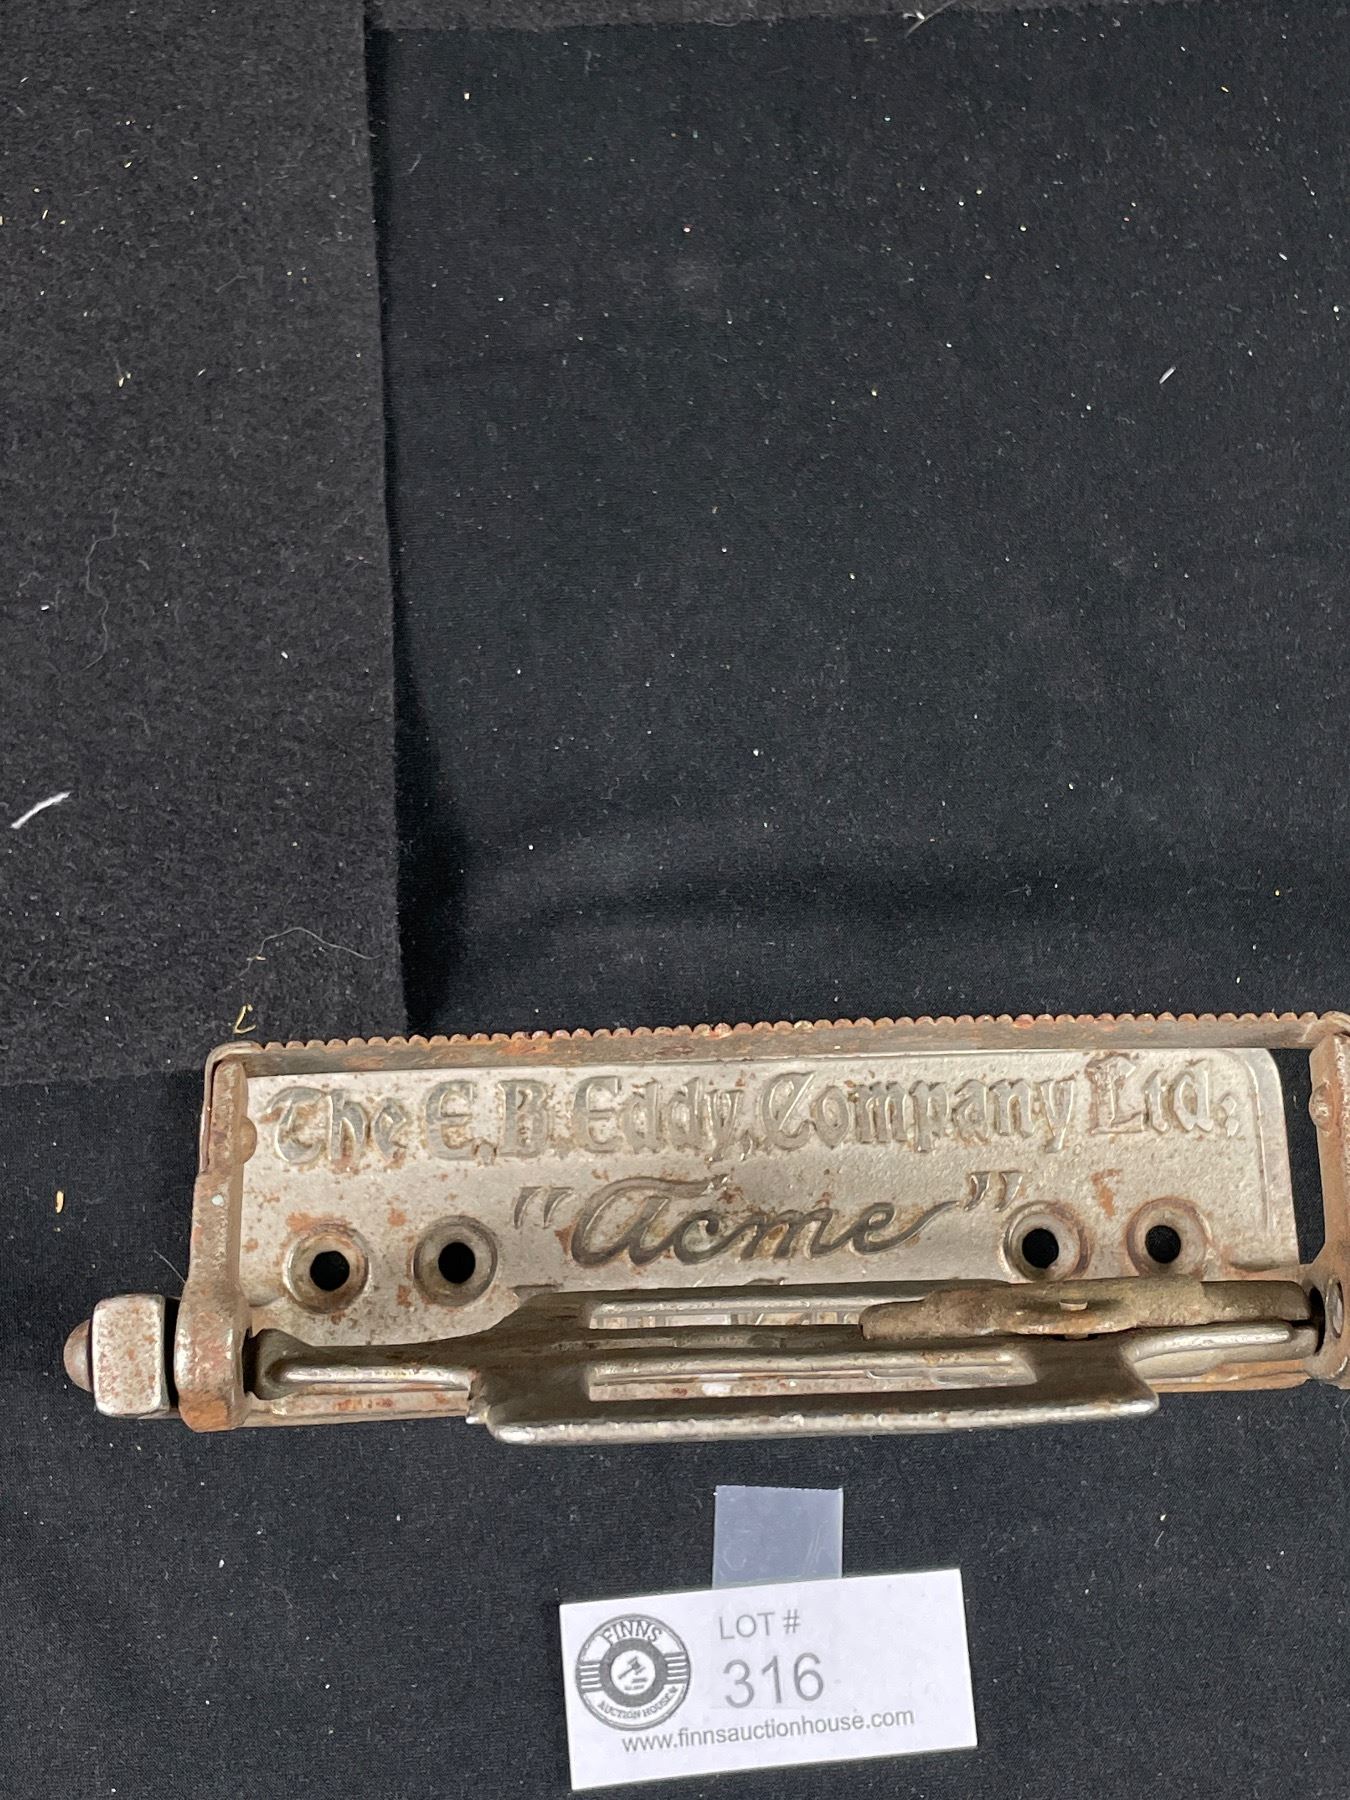 The E.B. Eddy, Company Ltd.
"Acme"
FINNS
AUCTION HOUSE
LOT #
316
www.finnsauctionhouse.com